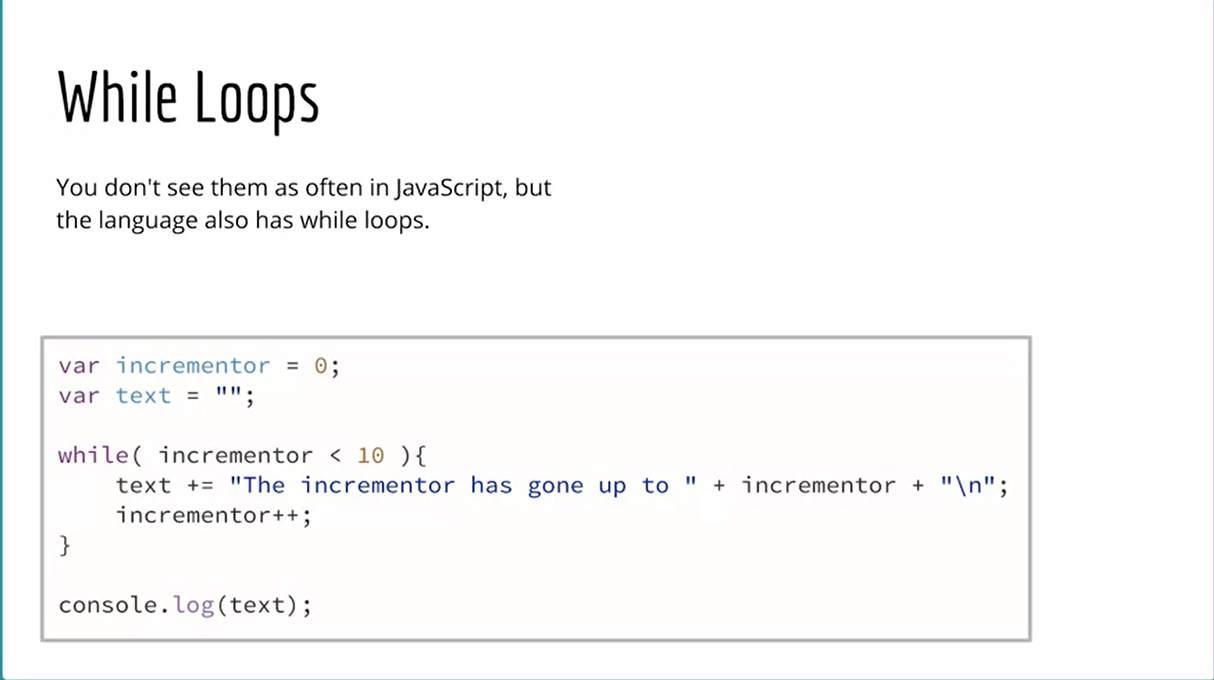 While Loops
You don't see them as often in JavaScript, but
the language also has while loops.
var incrementor = 0;
var text = "";
while( incrementor < 10 ){
    text += "The incrementor has gone up to " + incrementor + "\n";
    incrementor++;
}
console.log(text);